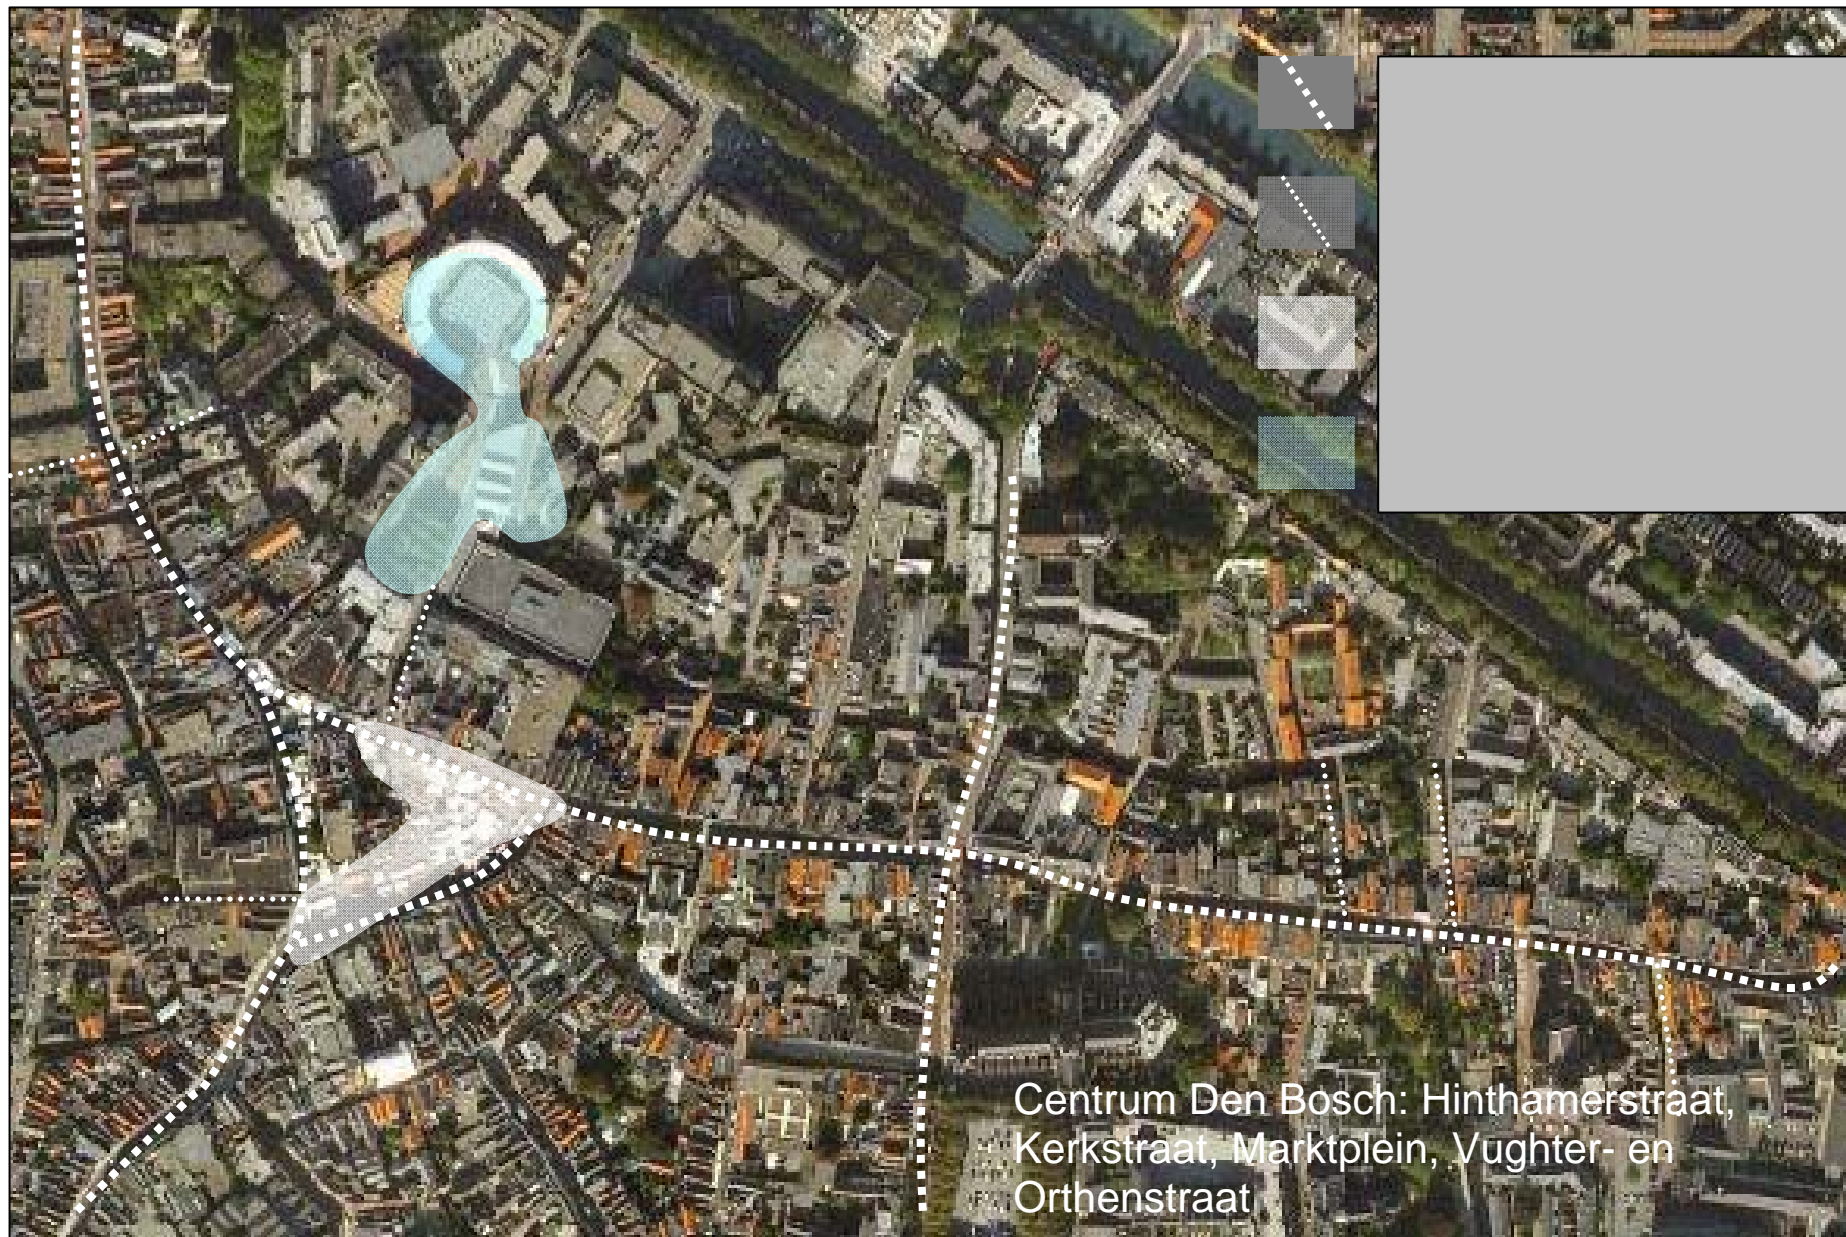 Centrum Den Bosch: Hinthamerstraat,
Kerkstraat, Marktplein, Vughter- en
Orthenstraat